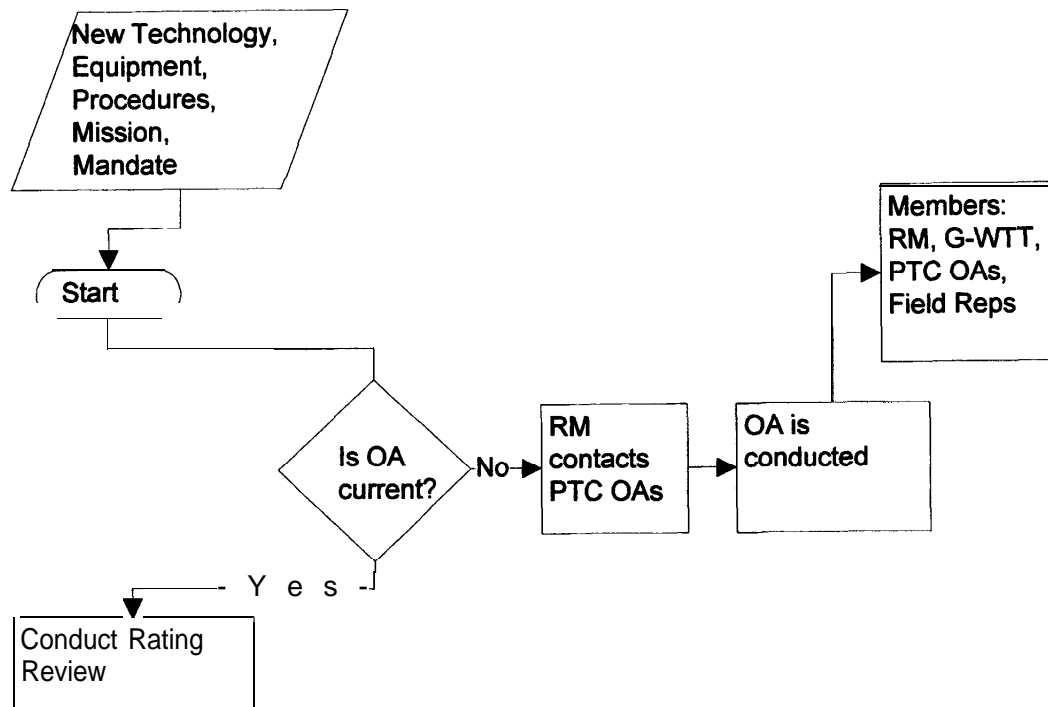 New Technology,
Equipment,
Procedures,
Mission,
Mandate
Start
Is OA
current?
No
RM
contacts
PTC OAs
OA is
conducted
Members:
RM, G-WTT,
PTC OAs,
Field Reps
Yes
Conduct Rating
Review